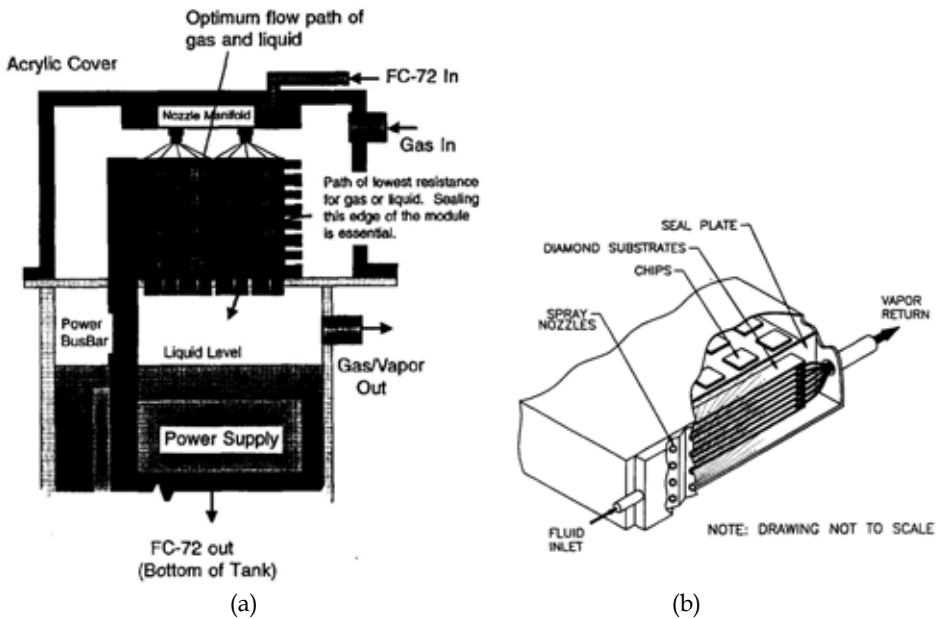 Optimum flow path of
gas and liquid
Acrylic Cover
FC-72 In
Nozzle Manifold
Gas In
Path of lowest resistance
for gas or liquid. Sealing
this edge of the module
is essential.
Power
BusBar
Liquid Level
Gas/Vapor
Out
Power Supply
FC-72 out
(Bottom of Tank)
(a)
SEAL PLATE
DIAMOND SUBSTRATES
CHIPS
SPRAY
NOZZLES
VAPOR
RETURN
FLUID
INLET
NOTE: DRAWING NOT TO SCALE
(b)